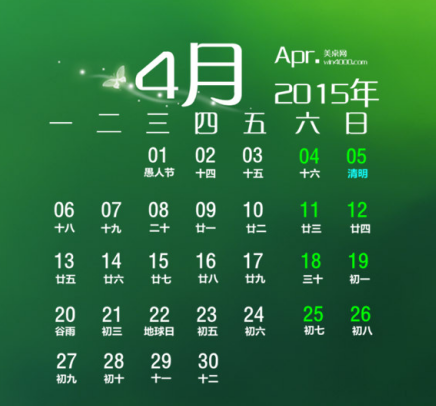 4月 Apr. 美桌网
win4000.com
2015年
一 二 三 四 五 六 日
01 02 03 04 05
愚人节 十四 十五 十六 清明
06 07 08 09 10 11 12
十八 十九 二十 廿一 廿二 廿三 廿四
13 14 15 16 17 18 19
廿五 廿六 廿七 廿八 廿九 三十 初一
20 21 22 23 24 25 26
谷雨 初三 地球日 初五 初六 初七 初八
27 28 29 30
初九 初十 十一 十二